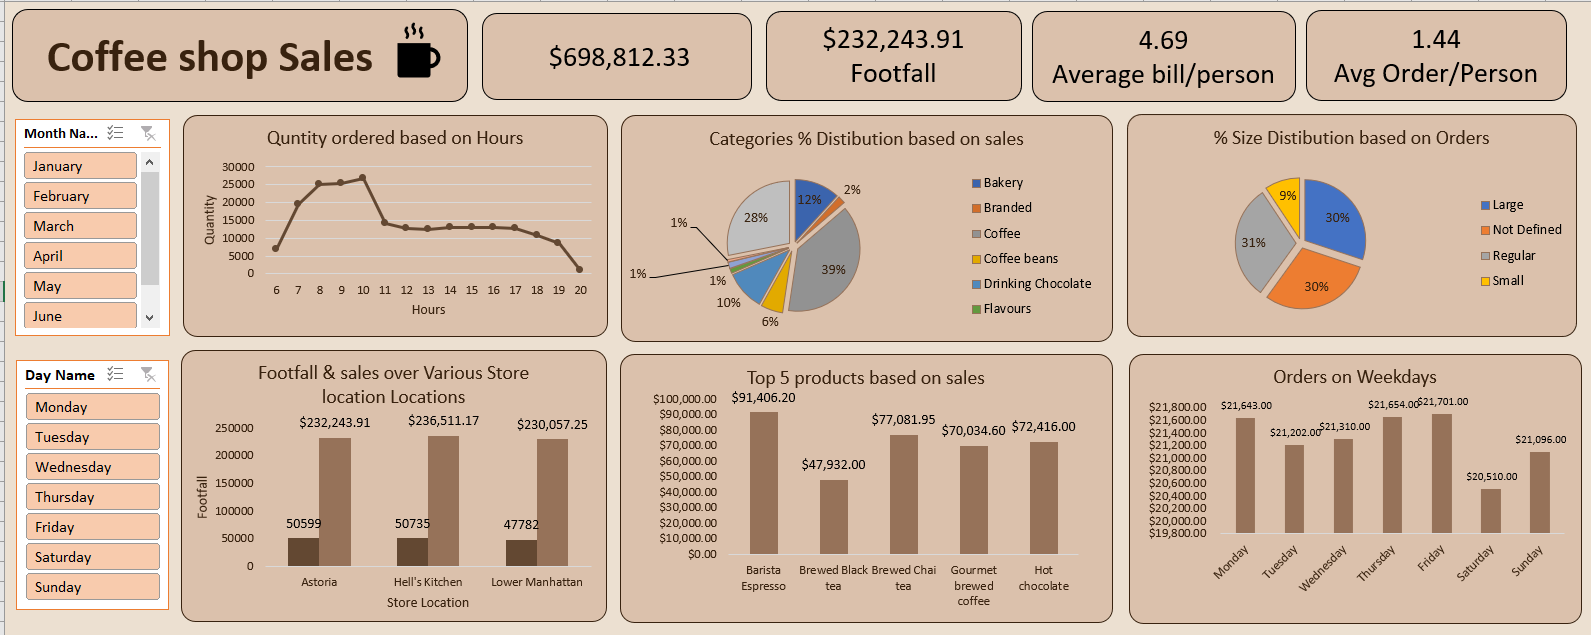 Coffee shop Sales
$698,812.33
$232,243.91
Footfall
4.69
Average bill/person
1.44
Avg Order/Person
Month Na...
January
February
March
April
May
June
Day Name
Monday
Tuesday
Wednesday
Thursday
Friday
Saturday
Sunday
Quntity ordered based on Hours
Quantity
30000
25000
20000
15000
10000
5000
0
6 7 8 9 10 11 12 13 14 15 16 17 18 19 20
Hours
Categories % Distibution based on sales
12%
2%
39%
6%
10%
1%
1%
1%
28%
Bakery
Branded
Coffee
Coffee beans
Drinking Chocolate
Flavours
% Size Distibution based on Orders
30%
30%
31%
9%
Large
Not Defined
Regular
Small
Footfall & sales over Various Store
location Locations
Footfall
250000
200000
150000
100000
50000
0
$232,243.91
$236,511.17
$230,057.25
50599
50735
47782
Astoria
Hell's Kitchen
Lower Manhattan
Store Location
Top 5 products based on sales
$100,000.00
$90,000.00
$80,000.00
$70,000.00
$60,000.00
$50,000.00
$40,000.00
$30,000.00
$20,000.00
$10,000.00
$0.00
$91,406.20
$47,932.00
$77,081.95
$70,034.60
$72,416.00
Barista
Espresso
Brewed Black
tea
Brewed Chai
tea
Gourmet
brewed
coffee
Hot
chocolate
Orders on Weekdays
$21,800.00
$21,600.00
$21,400.00
$21,200.00
$21,000.00
$20,800.00
$20,600.00
$20,400.00
$20,200.00
$20,000.00
$19,800.00
$21,643.00
$21,202.00
$21,310.00
$21,654.00
$21,701.00
$20,510.00
$21,096.00
Monday
Tuesday
Wednesday
Thursday
Friday
Saturday
Sunday